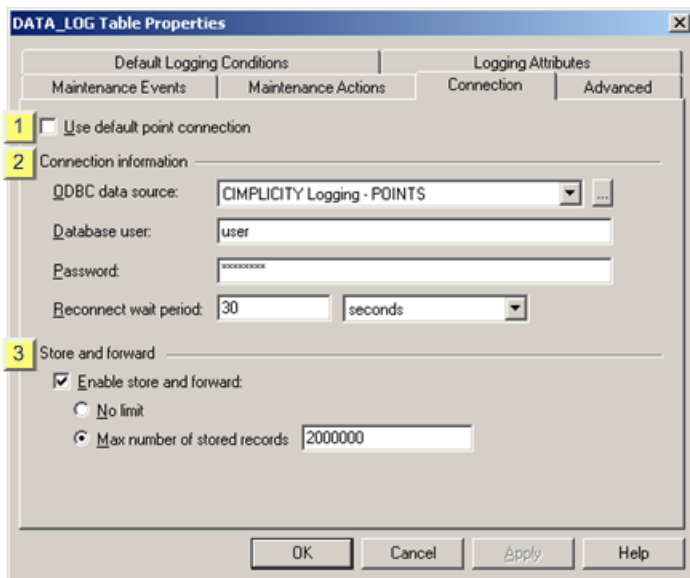 DATA_LOG Table Properties
Default Logging Conditions
Logging Attributes
Maintenance Events
Maintenance Actions
Connection
Advanced
1
Use default point connection
2
Connection information
ODBC data source:
CIMPLICITY Logging - POINTS
...
Database user:
user
Password:
********
Reconnect wait period:
30
seconds
3
Store and forward
Enable store and forward:
No limit
Max number of stored records
2000000
OK
Cancel
Apply
Help